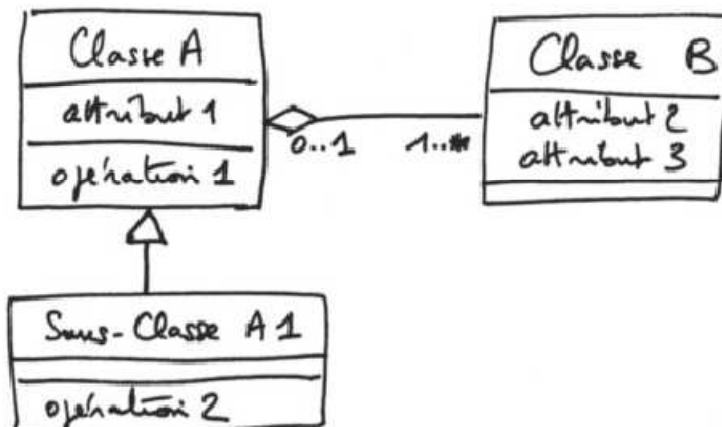 Classe A
attribut 1
opération 1
0..1
1..*
Classe B
attribut 2
attribut 3
Sous-Classe A1
opération 2